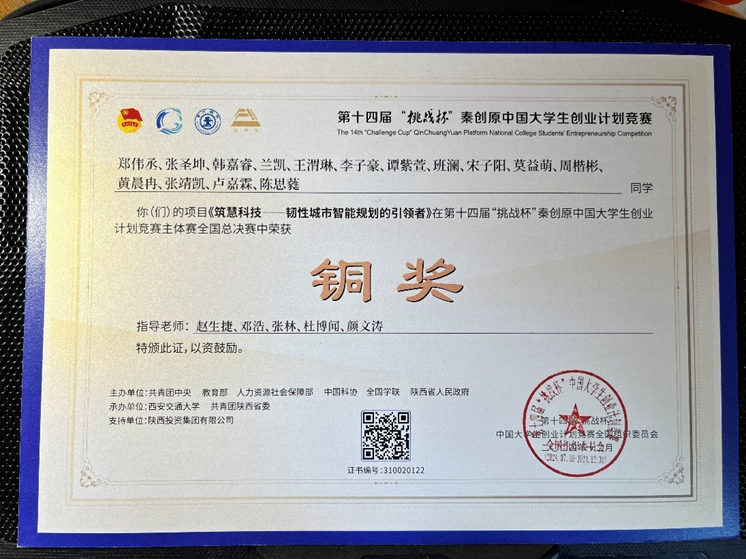 第十四届“挑战杯”秦创原中国大学生创业计划竞赛
The 14th "Challenge Cup" QinChuangYuan Platform National College Students' Entrepreneurship Competition
郑伟丞、张圣坤、韩嘉睿、兰凯、王渭琳、李子豪、谭紫萱、班澜、宋子阳、莫益萌、周楷彬、
黄晨冉、张靖凯、卢嘉霖、陈思蕤 同学
你(们)的项目《筑慧科技——韧性城市智能规划的引领者》在第十四届“挑战杯”秦创原中国大学生创业
计划竞赛主体赛全国总决赛中荣获
铜奖
指导老师：赵生捷、邓浩、张林、杜博闻、颜文涛
特颁此证，以资鼓励。
主办单位：共青团中央 教育部 人力资源社会保障部 中国科协 全国学联 陕西省人民政府
承办单位：西安交通大学 共青团陕西省委
支持单位：陕西投资集团有限公司
第十四届“挑战杯”
中国大学生创业计划竞赛全国组织委员会
证书编号：310020122